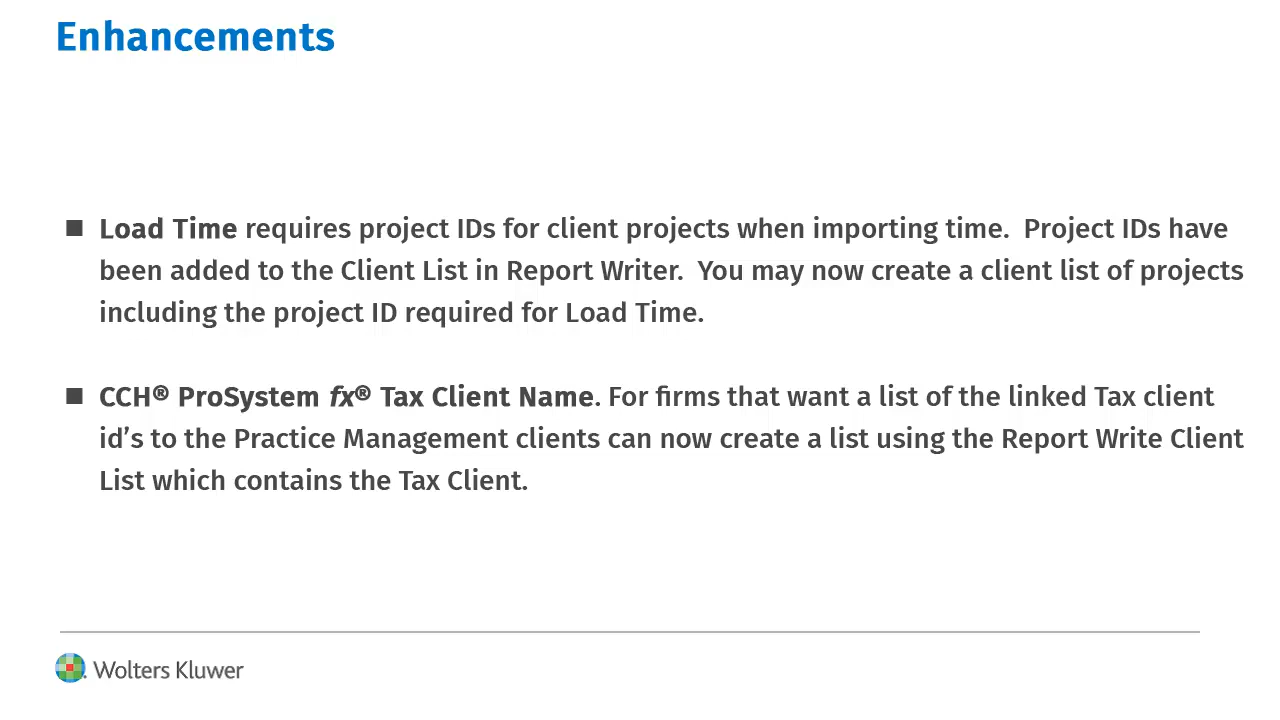 Enhancements
■ Load Time requires project IDs for client projects when importing time.  Project IDs have
been added to the Client List in Report Writer.  You may now create a client list of projects
including the project ID required for Load Time.
■ CCH® ProSystem fx® Tax Client Name. For firms that want a list of the linked Tax client
id’s to the Practice Management clients can now create a list using the Report Write Client
List which contains the Tax Client.
Wolters Kluwer